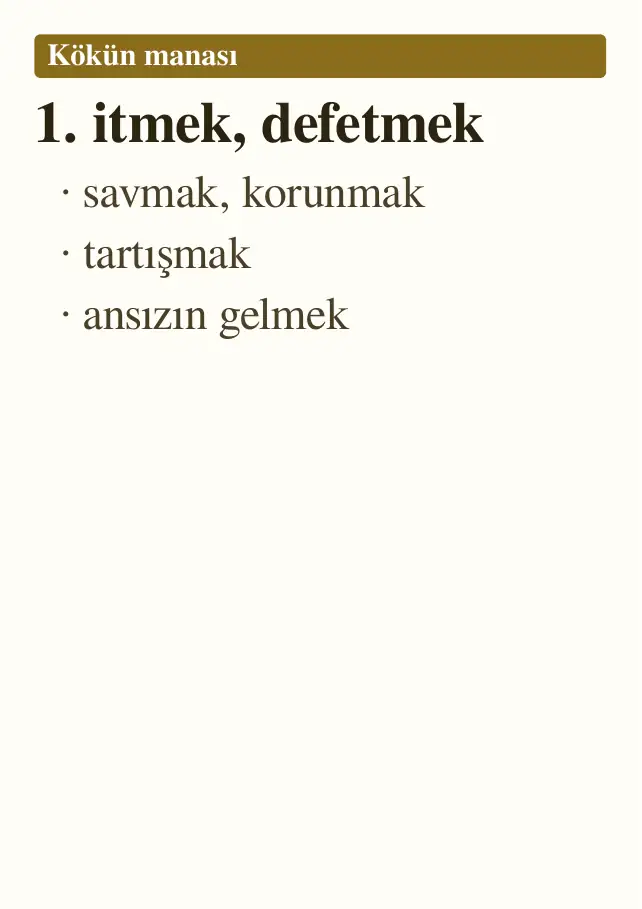 Kökün manası
1. itmek, defetmek
· savmak, korunmak
· tartışmak
· ansızın gelmek